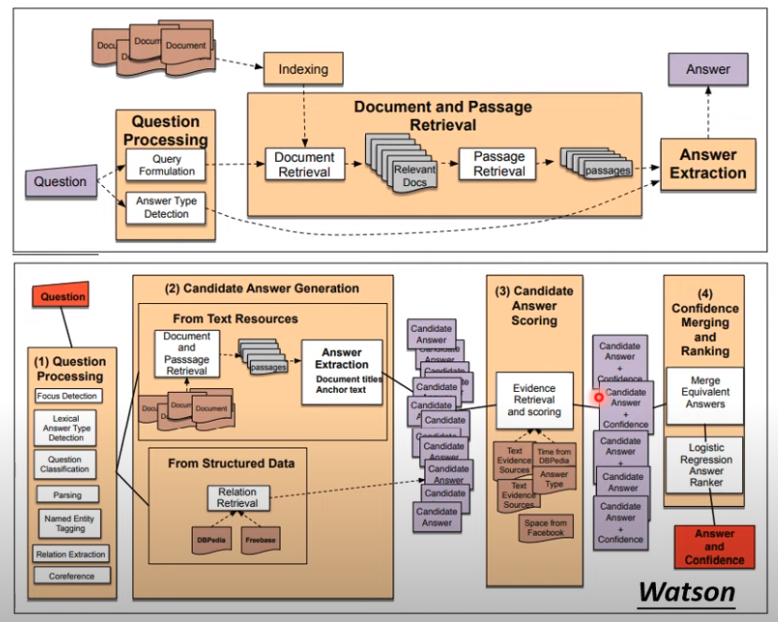 Document
Document
Indexing
Answer
Question
Processing
Document and Passage
Retrieval
Query
Formulation
Document
Retrieval
Relevant
Docs
Passage
Retrieval
passages
Answer
Extraction
Question
Answer Type
Detection
Question
(1) Question
Processing
Focus Detection
Lexical
Answer Type
Detection
Question
Classification
Parsing
Named Entity
Tagging
Relation Extraction
Coreference
(2) Candidate Answer Generation
From Text Resources
Document
and
Passsage
Retrieval
passages
Answer
Extraction
Document titles
Anchor text
Document
From Structured Data
Relation
Retrieval
DBPedia
Freebase
Candidate
Answer
Candidate
Answer
Candidate
Answer
Candidate
Answer
Candidate
Answer
Candidate
Answer
Candidate
Answer
Candidate
Answer
Candidate
Answer
(3) Candidate
Answer
Scoring
Evidence
Retrieval
and scoring
Text
Evidence
Sources
Text
Evidence
Sources
Time from
DBPedia
Answer
Type
Space from
Facebook
Candidate
Answer
+
Confidence
Candidate
Answer
+
Confidence
Candidate
Answer
+
Candidate
Answer
Candidate
Answer
+
Confidence
(4)
Confidence
Merging
and
Ranking
Merge
Equivalent
Answers
Logistic
Regression
Answer
Ranker
Answer
and
Confidence
Watson